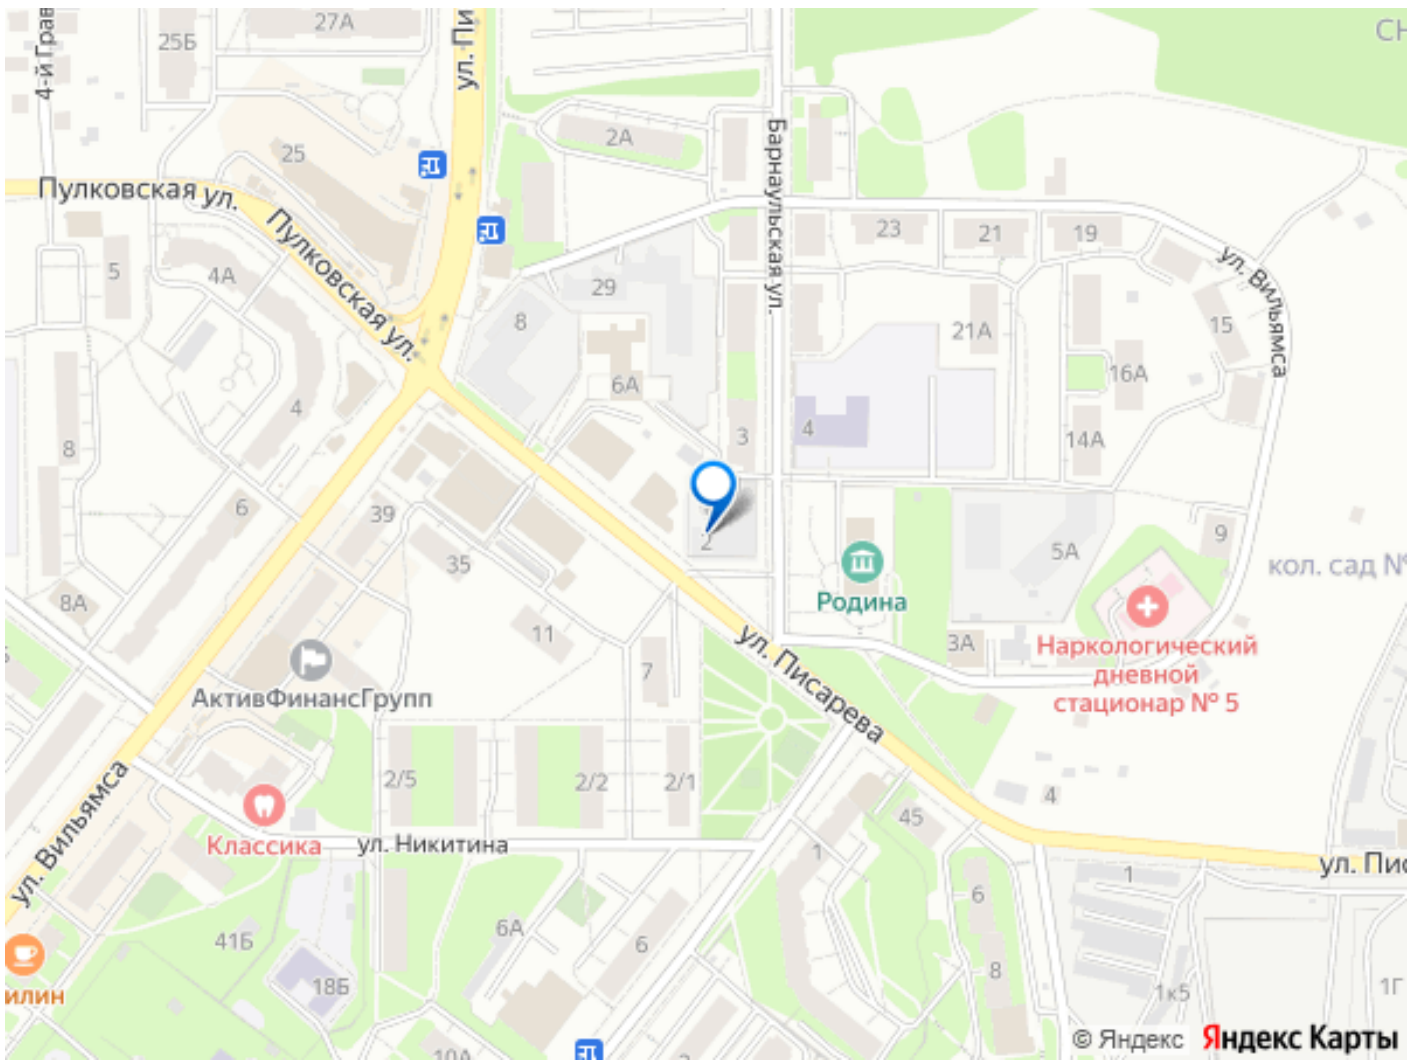 27А
СН
25Б
4-й Грав
ул. Пи
2А
Барнаульская ул.
25
Пулковская ул.
Пулковская ул.
23
21
19
ул. Вильямса
5
4А
29
8
21А
15
6А
16А
4
8
3
4
14А
6
39
2
9
5А
35
кол. сад №
Родина
8А
11
3А
7
ул. Писарева
Наркологический
дневной
стационар № 5
АктивФинансГрупп
2/5
2/2
2/1
4
ул. Вильямса
Классика
ул. Никитина
45
1
ул. Пис
1
6
41Б
6А
6
18Б
8
илин
1к5
1Г
10А
© Яндекс Яндекс Карты